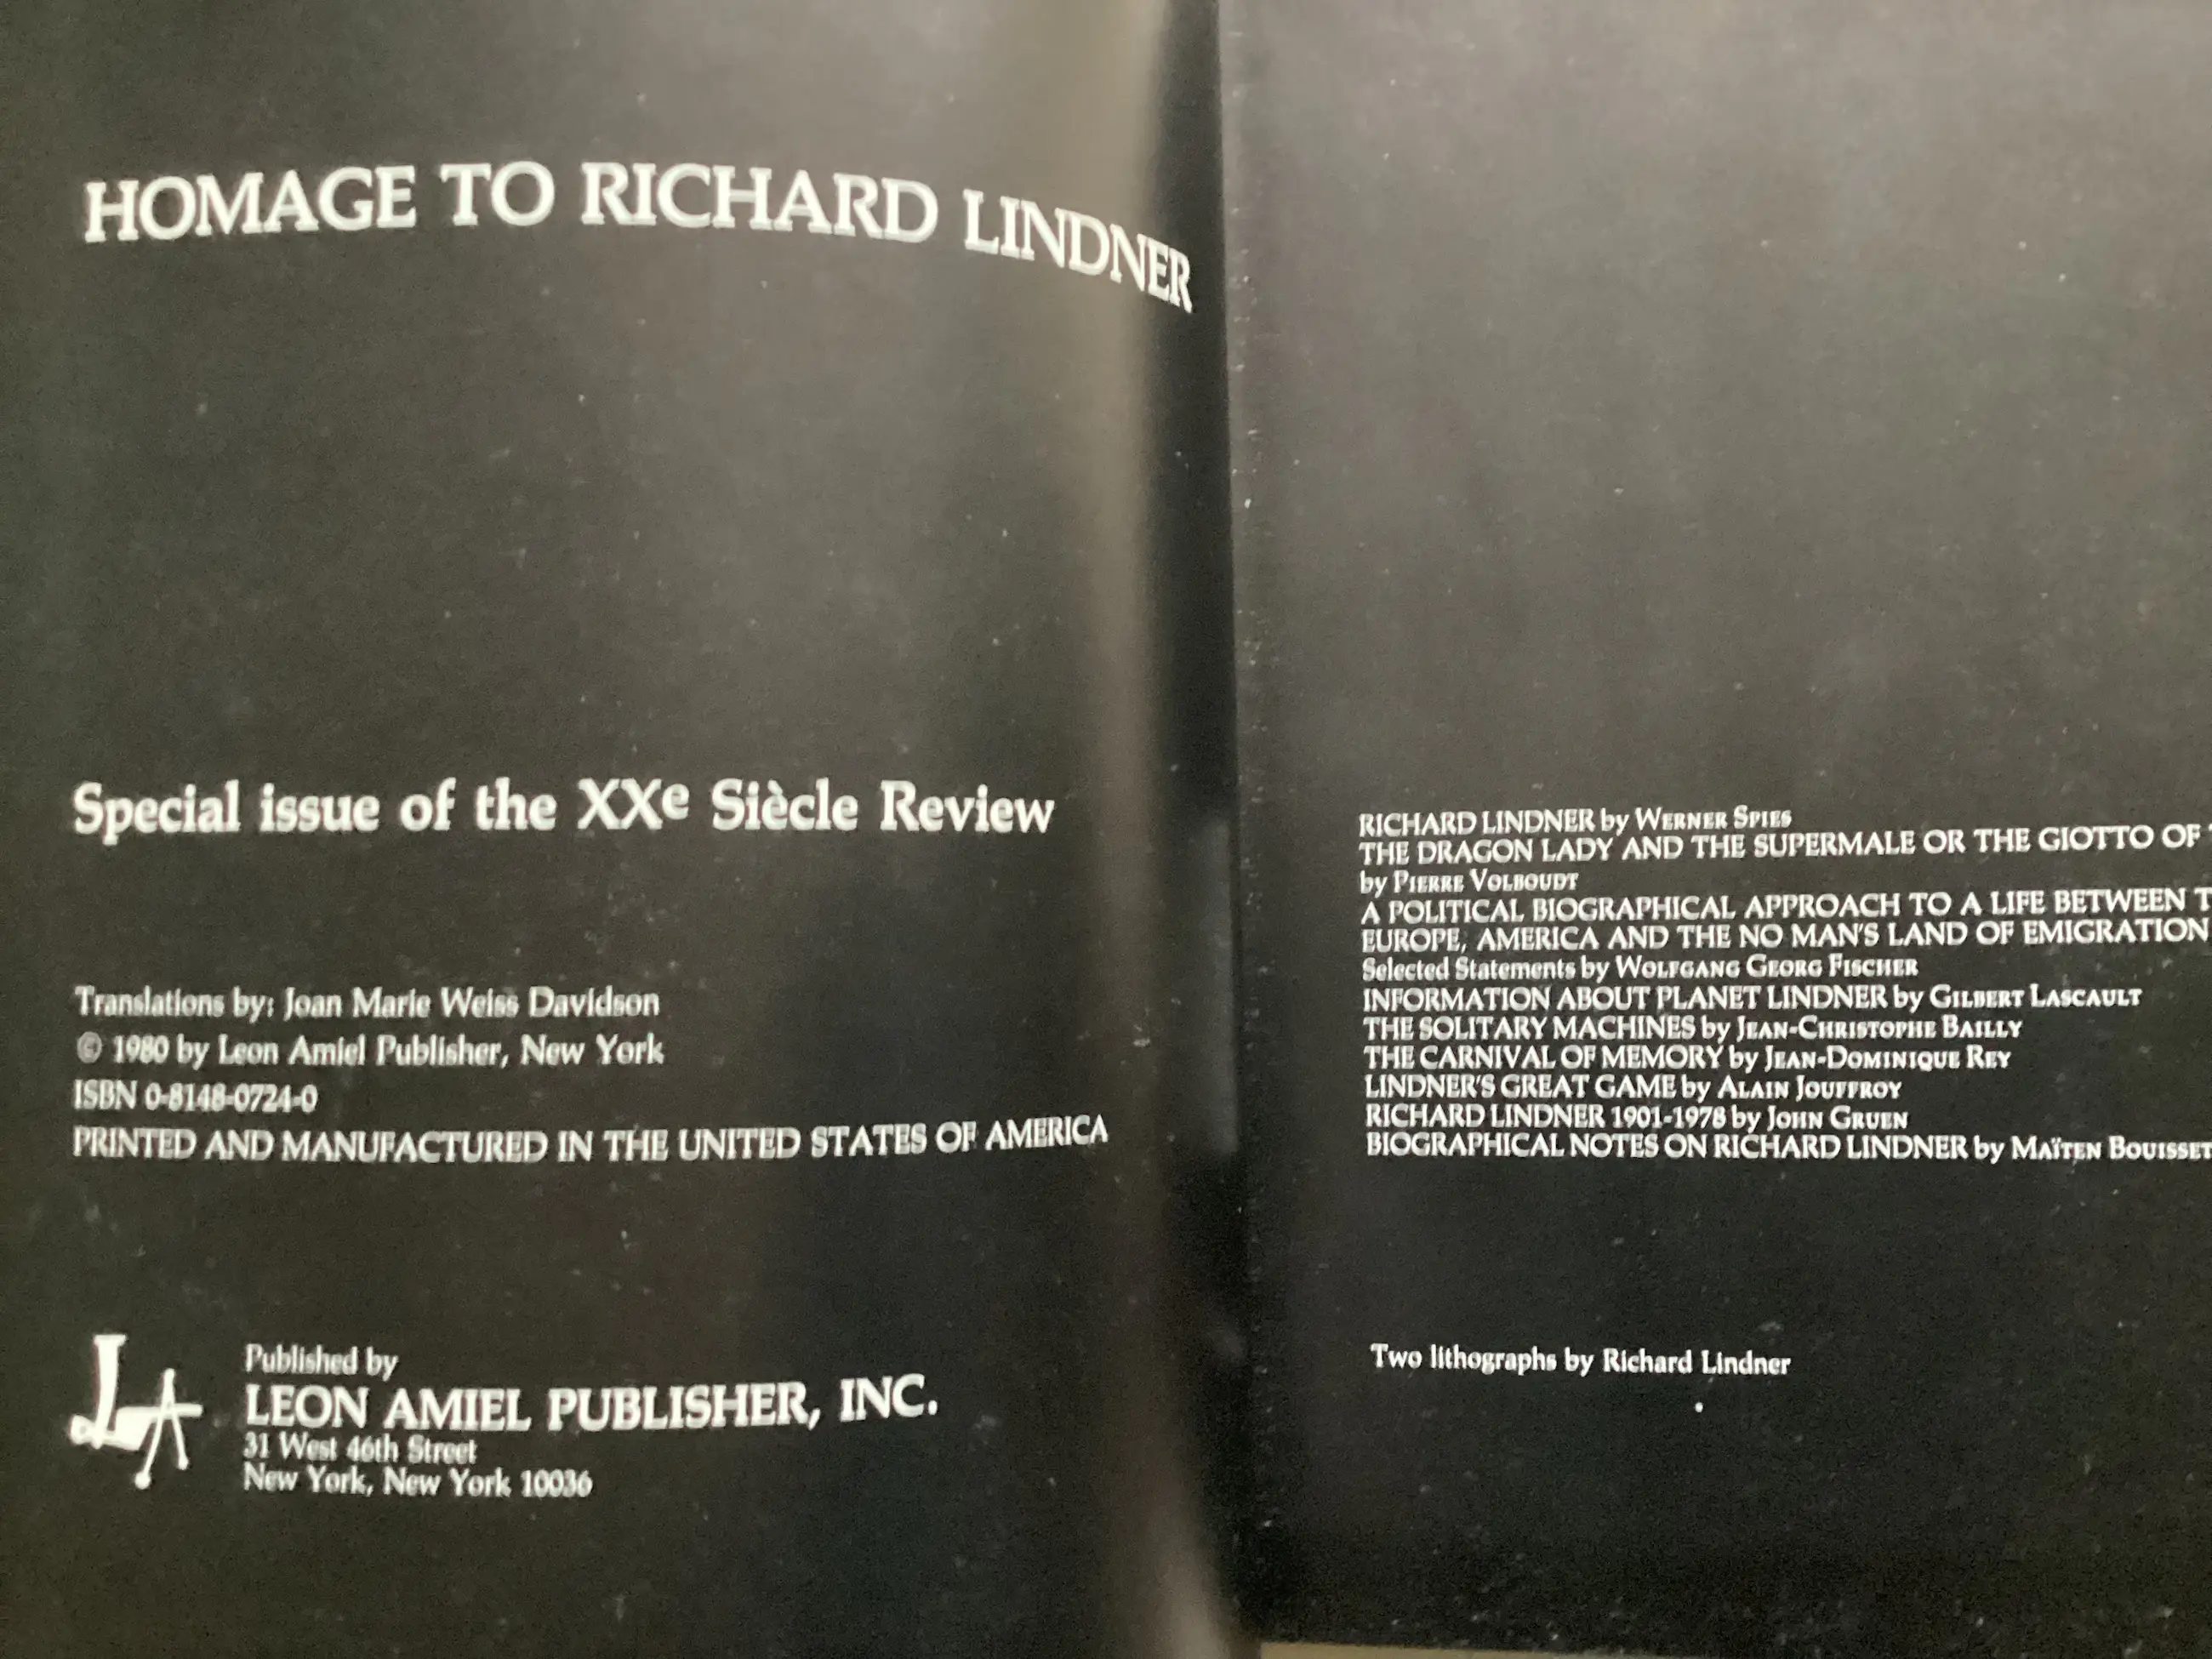 HOMAGE TO RICHARD LINDNER
Special issue of the XXe Siècle Review
Translations by: Joan Marie Weiss Davidson
© 1980 by Leon Amiel Publisher, New York
ISBN 0-8148-0724-0
PRINTED AND MANUFACTURED IN THE UNITED STATES OF AMERICA
LA
Published by
LEON AMIEL PUBLISHER, INC.
31 West 46th Street
New York, New York 10036
RICHARD LINDNER by WERNER SPIES
THE DRAGON LADY AND THE SUPERMALE OR THE GIOTTO OF
by PIERRE VOLBOUDT
A POLITICAL BIOGRAPHICAL APPROACH TO A LIFE BETWEEN
EUROPE, AMERICA AND THE NO MAN'S LAND OF EMIGRATION
Selected Statements by WOLFGANG GEORG FISCHER
INFORMATION ABOUT PLANET LINDNER by GILBERT LASCAULT
THE SOLITARY MACHINES by JEAN-CHRISTOPHE BAILLY
THE CARNIVAL OF MEMORY by JEAN-DOMINIQUE REY
LINDNER'S GREAT GAME by ALAIN JOUFFROY
RICHARD LINDNER 1901-1978 by JOHN GRUEN
BIOGRAPHICAL NOTES ON RICHARD LINDNER by MAÏTEN BOUISSET
Two lithographs by Richard Lindner